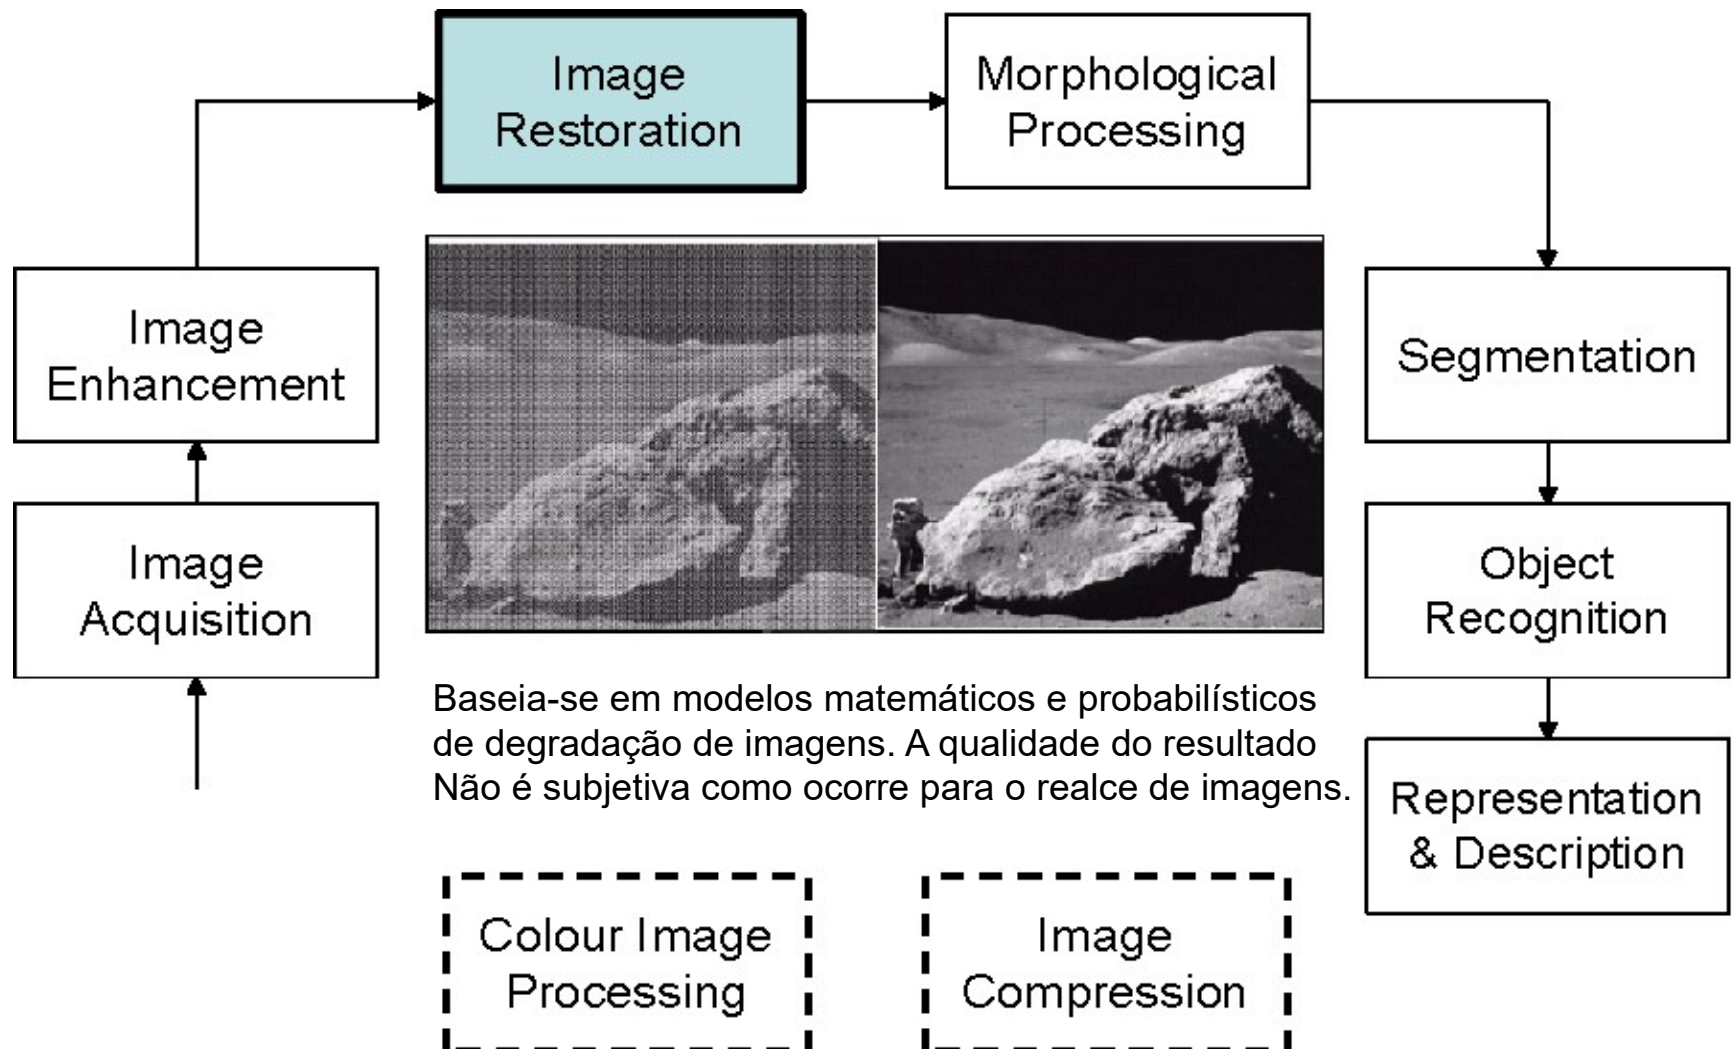 Image
Restoration
Morphological
Processing
Image
Enhancement
Segmentation
Image
Acquisition
Object
Recognition
Baseia-se em modelos matemáticos e probabilísticos
de degradação de imagens. A qualidade do resultado
Não é subjetiva como ocorre para o realce de imagens.
Representation
& Description
Colour Image
Processing
Image
Compression